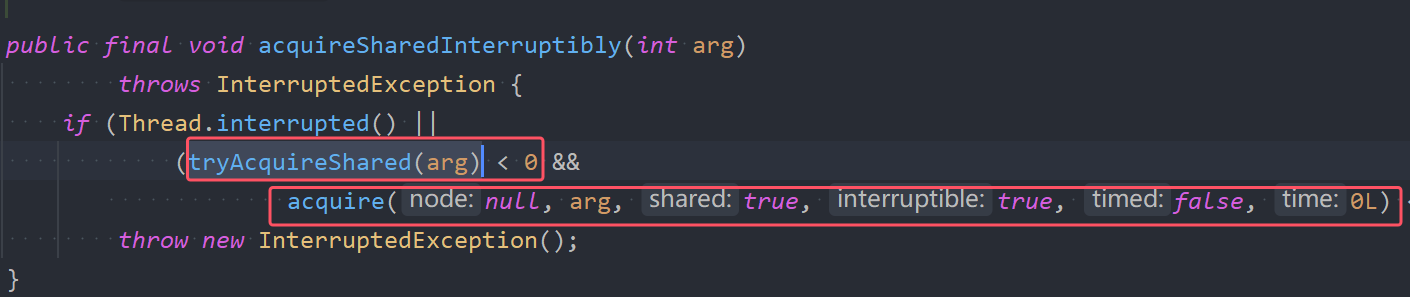 public final void acquireSharedInterruptibly(int arg)
throws InterruptedException {
if (Thread.interrupted() ||
(tryAcquireShared(arg) < 0 &&
acquire(node: null, arg, shared: true, interruptible: true, timed: false, time: 0L)
throw new InterruptedException();
}